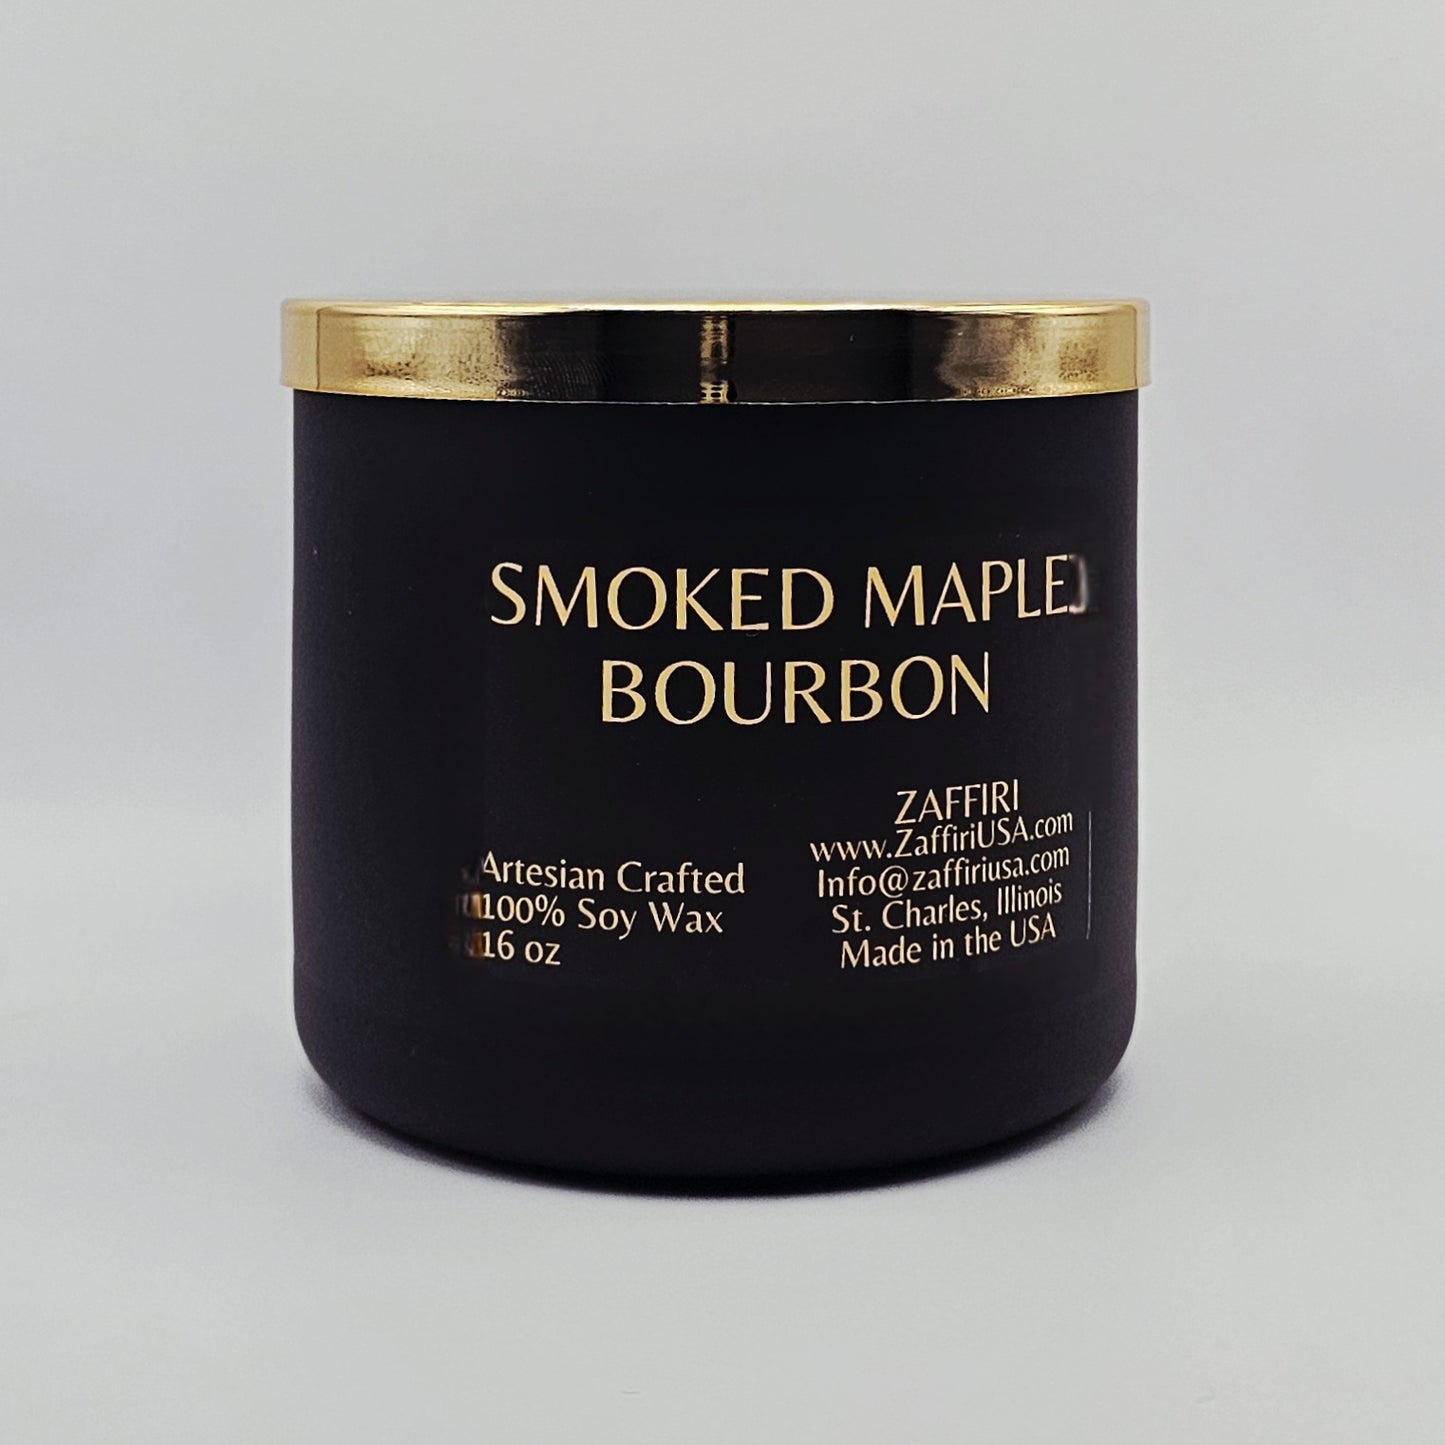 SMOKED MAPLE
BOURBON
Artesian Crafted
100% Soy Wax
16 oz
ZAFFIRI
www.ZaffiriUSA.com
Info@zaffiriusa.com
St. Charles, Illinois
Made in the USA